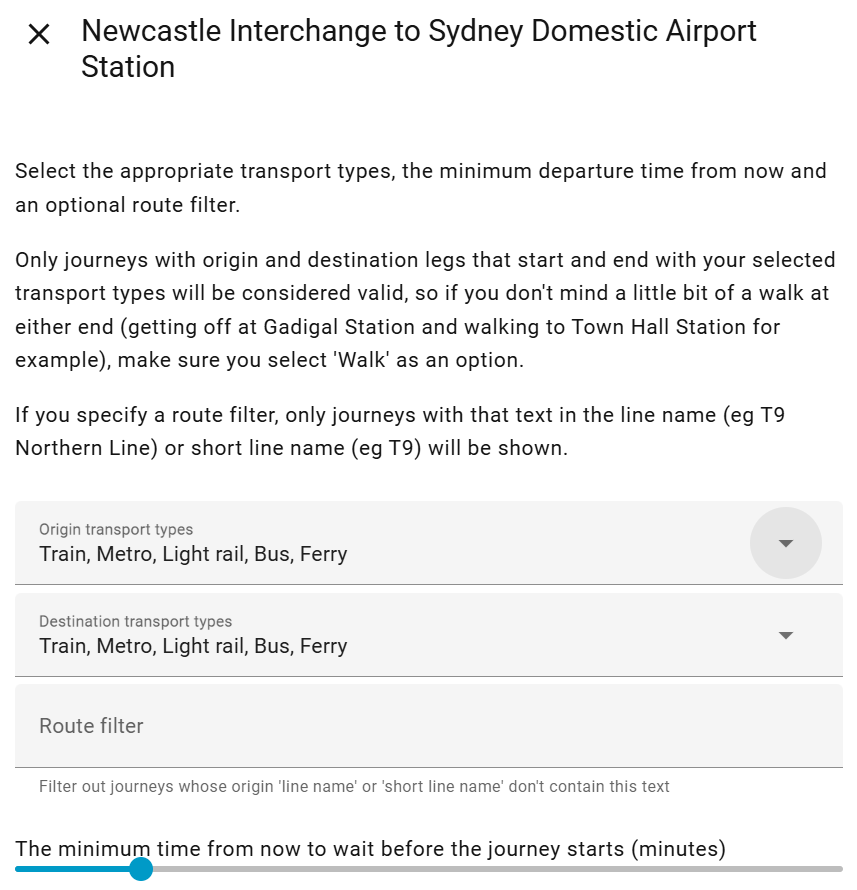 Newcastle Interchange to Sydney Domestic Airport
Station
Select the appropriate transport types, the minimum departure time from now and
an optional route filter.
Only journeys with origin and destination legs that start and end with your selected
transport types will be considered valid, so if you don't mind a little bit of a walk at
either end (getting off at Gadigal Station and walking to Town Hall Station for
example), make sure you select 'Walk' as an option.
If you specify a route filter, only journeys with that text in the line name (eg T9
Northern Line) or short line name (eg T9) will be shown.
Origin transport types
Train, Metro, Light rail, Bus, Ferry
Destination transport types
Train, Metro, Light rail, Bus, Ferry
Route filter
Filter out journeys whose origin 'line name' or 'short line name' don't contain this text
The minimum time from now to wait before the journey starts (minutes)